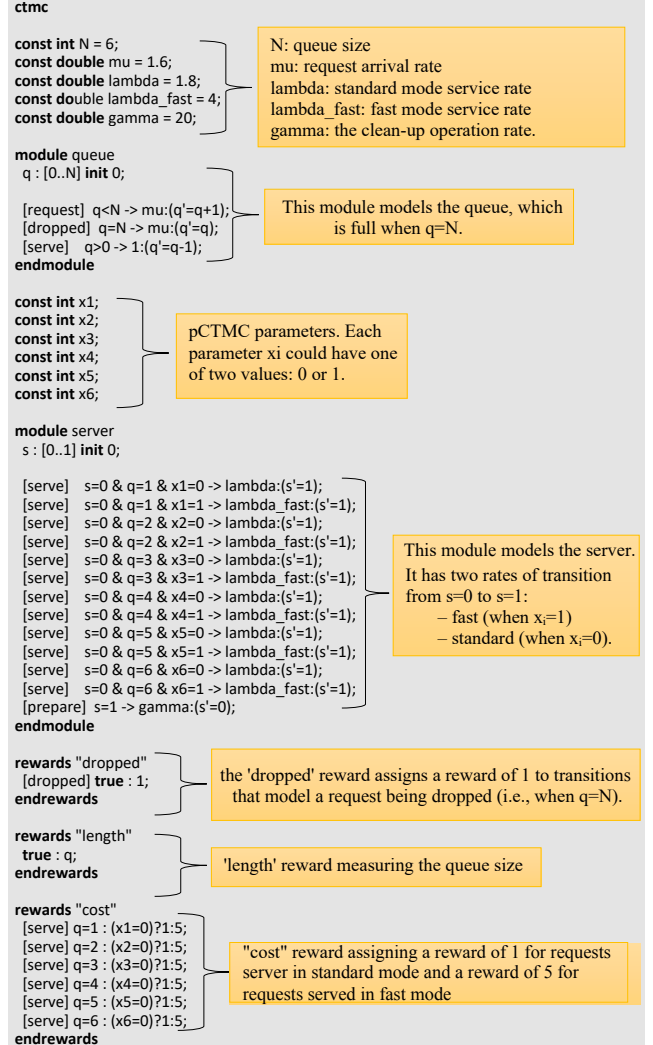 ctmc
const int N = 6;
const double mu = 1.6;
const double lambda = 1.8;
const double lambda_fast = 4;
const double gamma = 20;
N: queue size
mu: request arrival rate
lambda: standard mode service rate
lambda_fast: fast mode service rate
gamma: the clean-up operation rate.
module queue
q : [0..N] init 0;
[request] q<N -> mu:(q'=q+1);
[dropped] q=N -> mu:(q'=q);
[serve] q>0 -> 1:(q'=q-1);
endmodule
This module models the queue, which
is full when q=N.
const int x1;
const int x2;
const int x3;
const int x4;
const int x5;
const int x6;
pCTMC parameters. Each
parameter xi could have one
of two values: 0 or 1.
module server
s : [0..1] init 0;
[serve] s=0 & q=1 & x1=0 -> lambda:(s'=1);
[serve] s=0 & q=1 & x1=1 -> lambda_fast:(s'=1);
[serve] s=0 & q=2 & x2=0 -> lambda:(s'=1);
[serve] s=0 & q=2 & x2=1 -> lambda_fast:(s'=1);
[serve] s=0 & q=3 & x3=0 -> lambda:(s'=1);
[serve] s=0 & q=3 & x3=1 -> lambda_fast:(s'=1);
[serve] s=0 & q=4 & x4=0 -> lambda:(s'=1);
[serve] s=0 & q=4 & x4=1 -> lambda_fast:(s'=1);
[serve] s=0 & q=5 & x5=0 -> lambda:(s'=1);
[serve] s=0 & q=5 & x5=1 -> lambda_fast:(s'=1);
[serve] s=0 & q=6 & x6=0 -> lambda:(s'=1);
[serve] s=0 & q=6 & x6=1 -> lambda_fast:(s'=1);
[prepare] s=1 -> gamma:(s'=0);
endmodule
This module models the server.
It has two rates of transition
from s=0 to s=1:
– fast (when xi=1)
– standard (when xi=0).
rewards "dropped"
[dropped] true : 1;
endrewards
the 'dropped' reward assigns a reward of 1 to transitions
that model a request being dropped (i.e., when q=N).
rewards "length"
true : q;
endrewards
'length' reward measuring the queue size
rewards "cost"
[serve] q=1 : (x1=0)?1:5;
[serve] q=2 : (x2=0)?1:5;
[serve] q=3 : (x3=0)?1:5;
[serve] q=4 : (x4=0)?1:5;
[serve] q=5 : (x5=0)?1:5;
[serve] q=6 : (x6=0)?1:5;
endrewards
"cost" reward assigning a reward of 1 for requests
server in standard mode and a reward of 5 for
requests served in fast mode